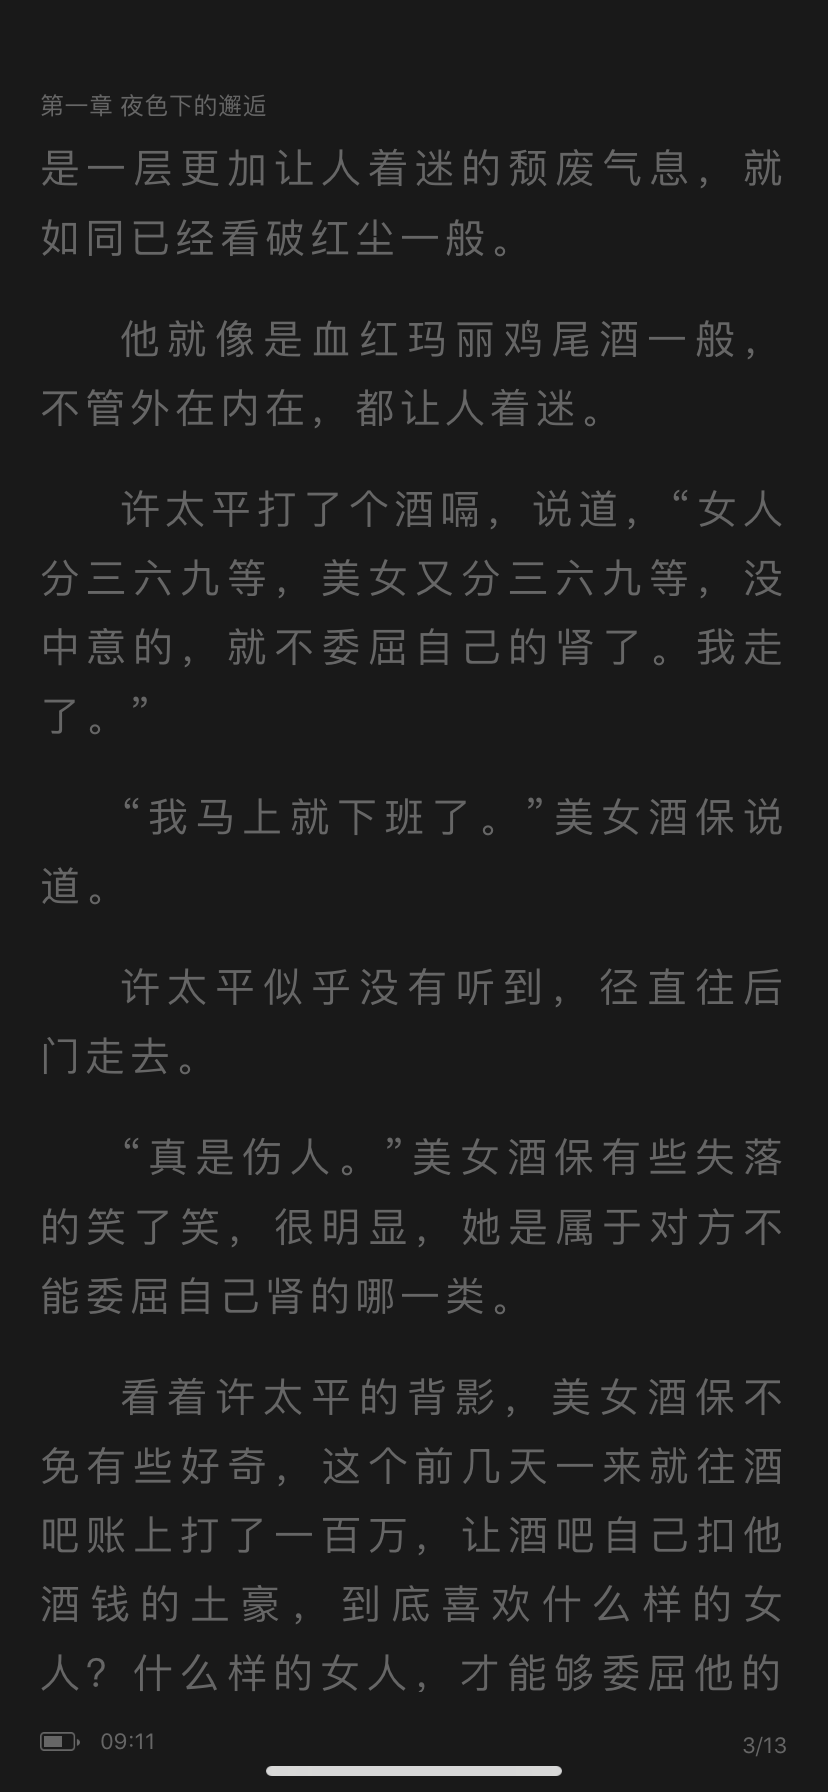 第一章 夜色下的邂逅
是一层更加让人着迷的颓废气息，就
如同已经看破红尘一般。
他就像是血红玛丽鸡尾酒一般，
不管外在内在，都让人着迷。
许太平打了个酒嗝，说道，“女人
分三六九等，美女又分三六九等，没
中意的，就不委屈自己的肾了。我走
了。”
“我马上就下班了。”美女酒保说
道。
许太平似乎没有听到，径直往后
门走去。
“真是伤人。”美女酒保有些失落
的笑了笑，很明显，她是属于对方不
能委屈自己肾的哪一类。
看着许太平的背影，美女酒保不
免有些好奇，这个前几天一来就往酒
吧账上打了一百万，让酒吧自己扣他
酒钱的土豪，到底喜欢什么样的女
人？什么样的女人，才能够委屈他的
09:11
3/13